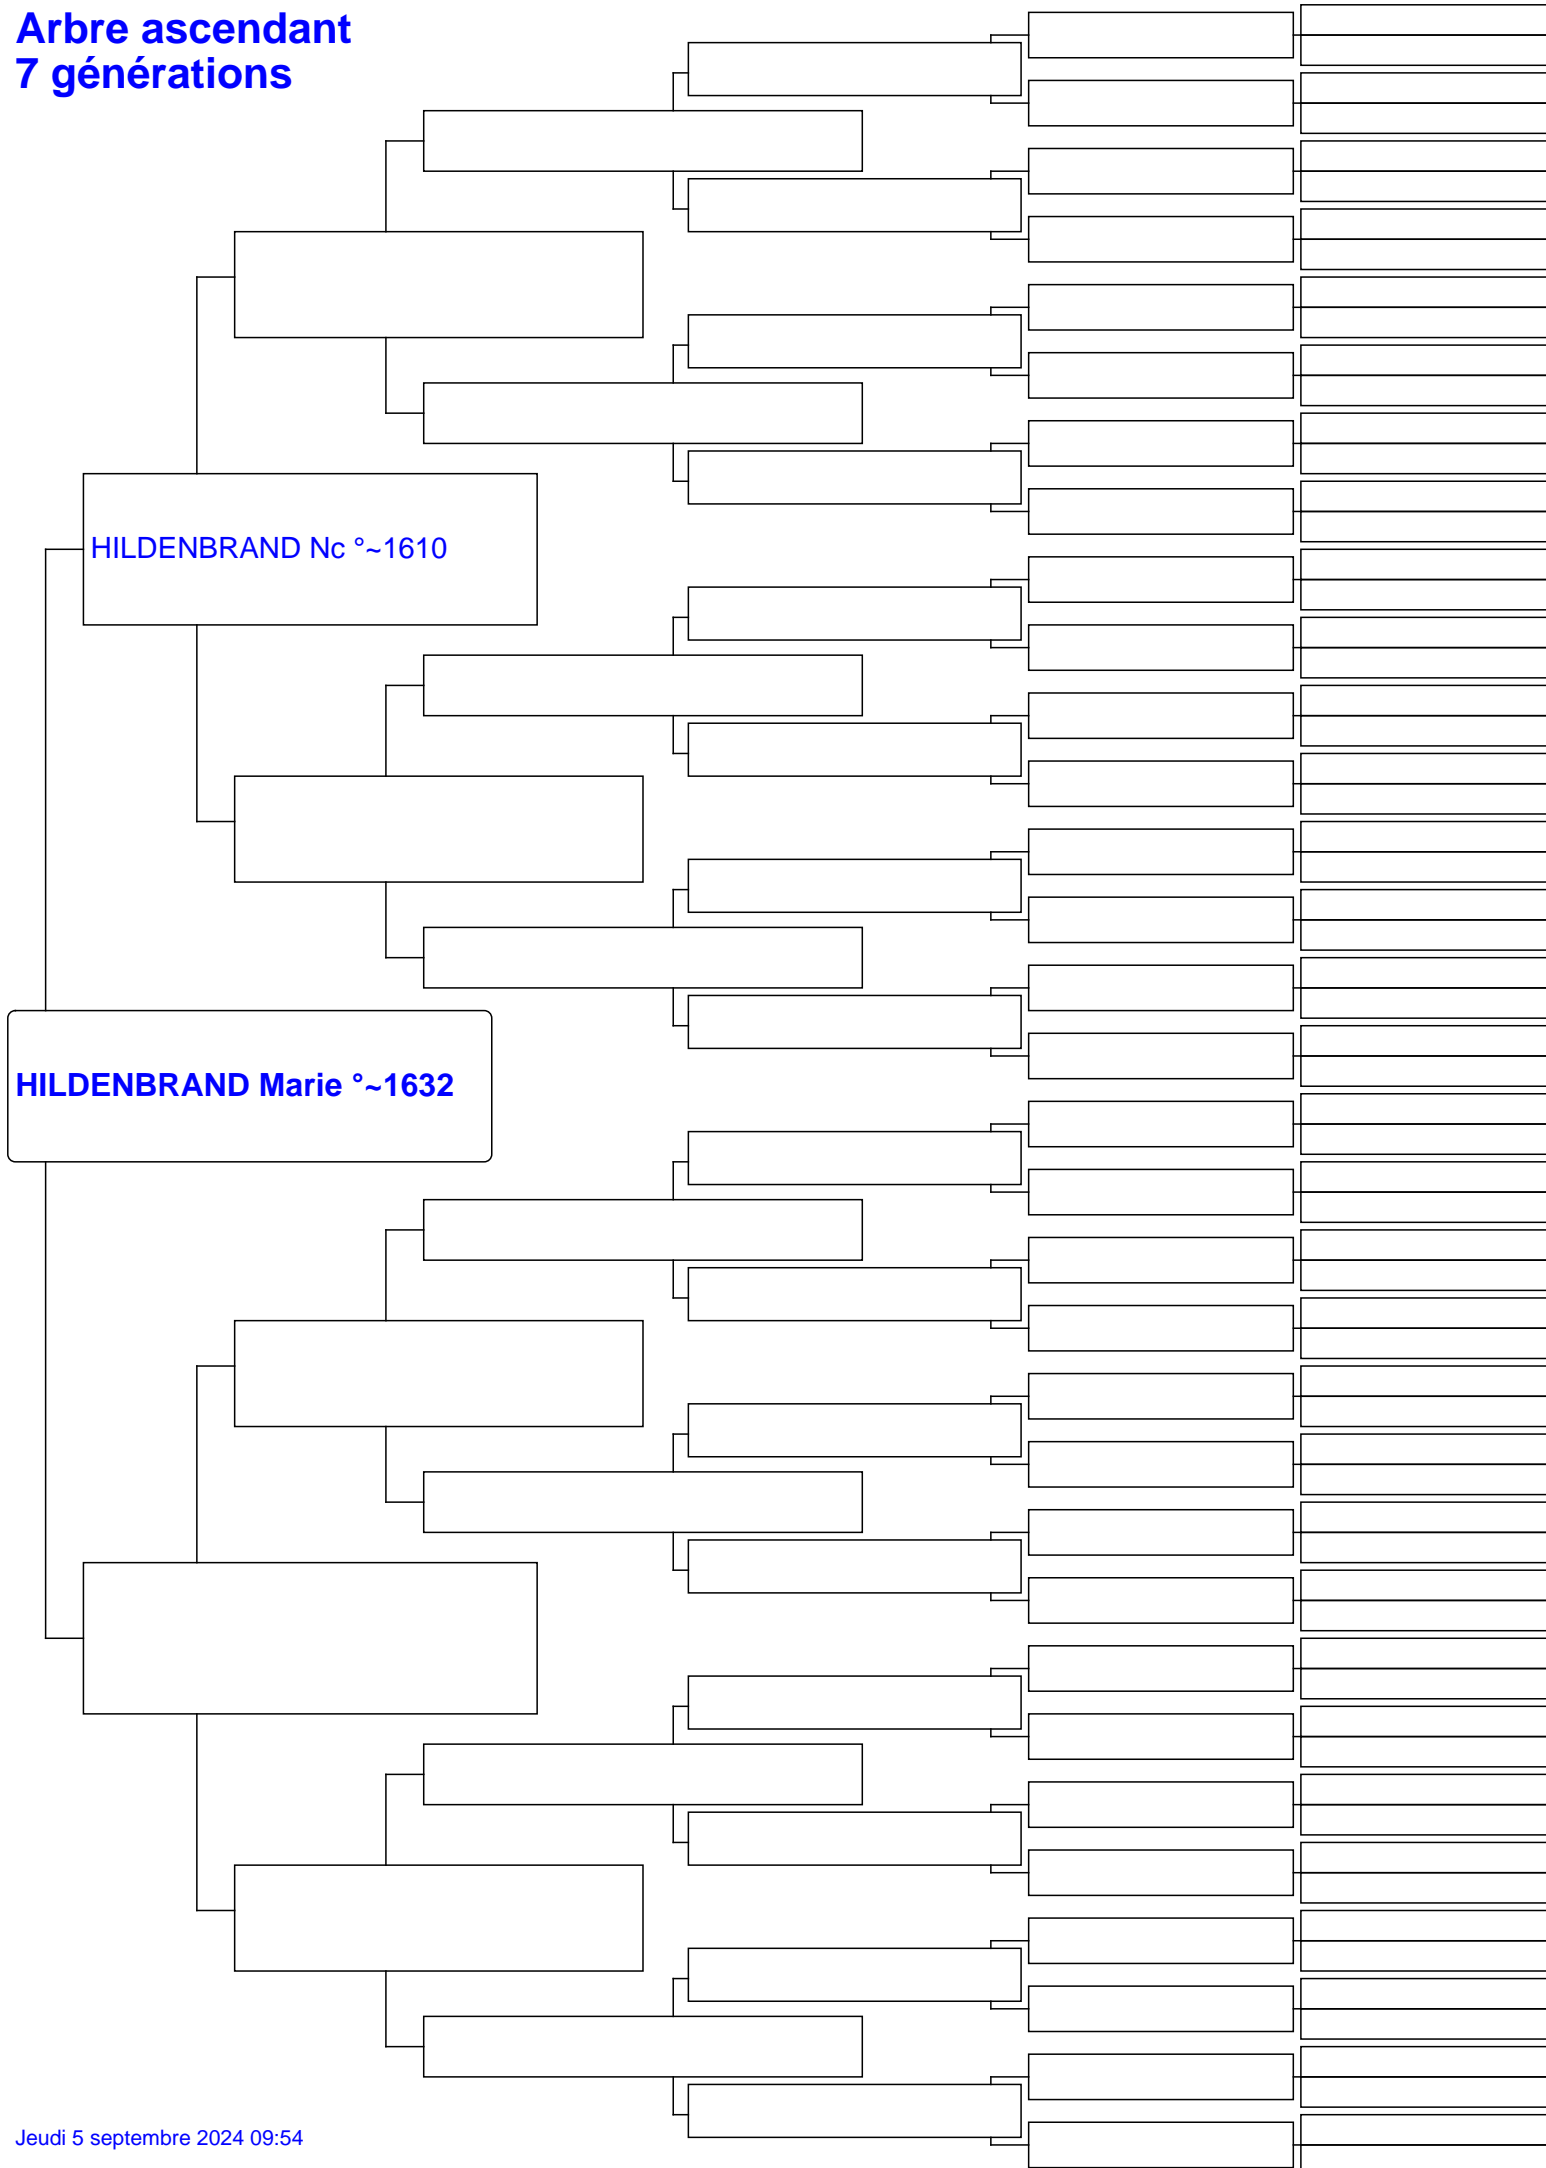 Arbre ascendant
7 générations
HILDENBRAND Nc °~1610
HILDENBRAND Marie °~1632
Jeudi 5 septembre 2024 09:54